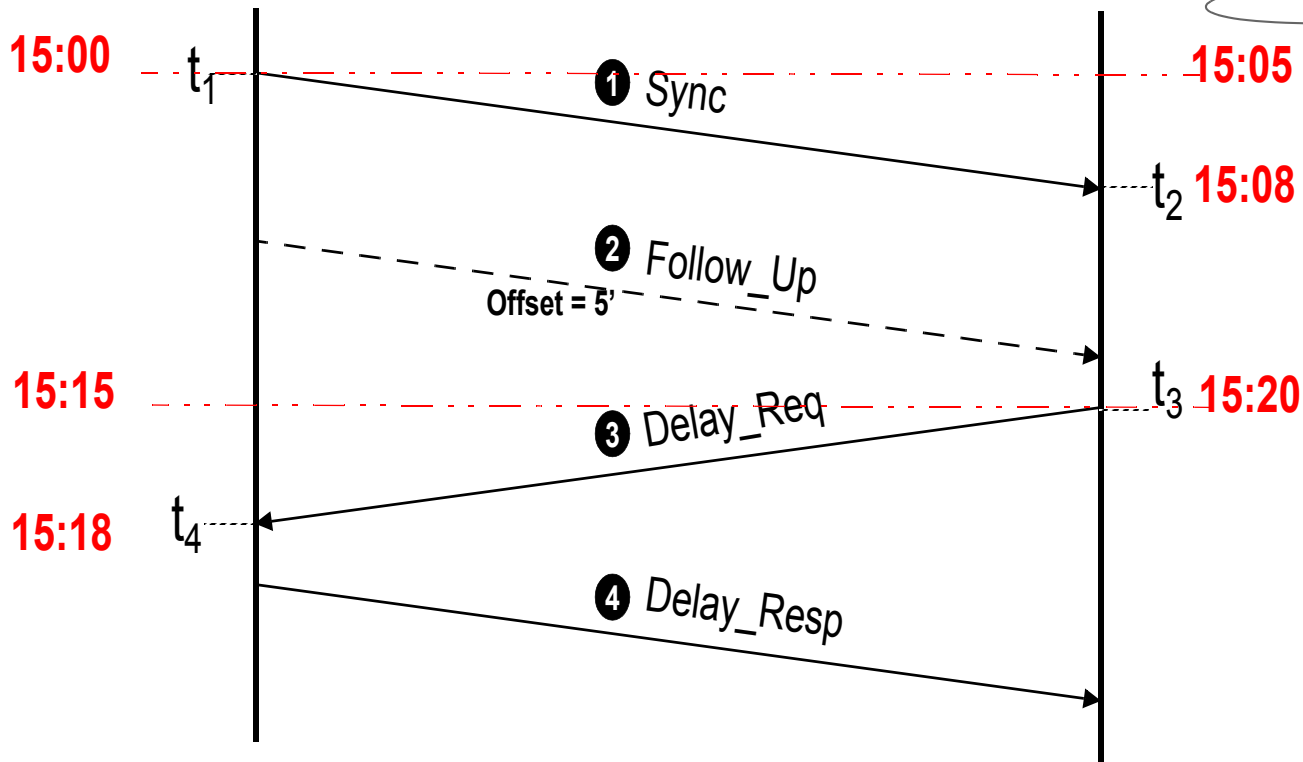 15:00
t1
1 Sync
15:05
t2 15:08
2 Follow_Up
Offset = 5’
15:15
3 Delay_Req
t3 15:20
15:18
t4
4 Delay_Resp